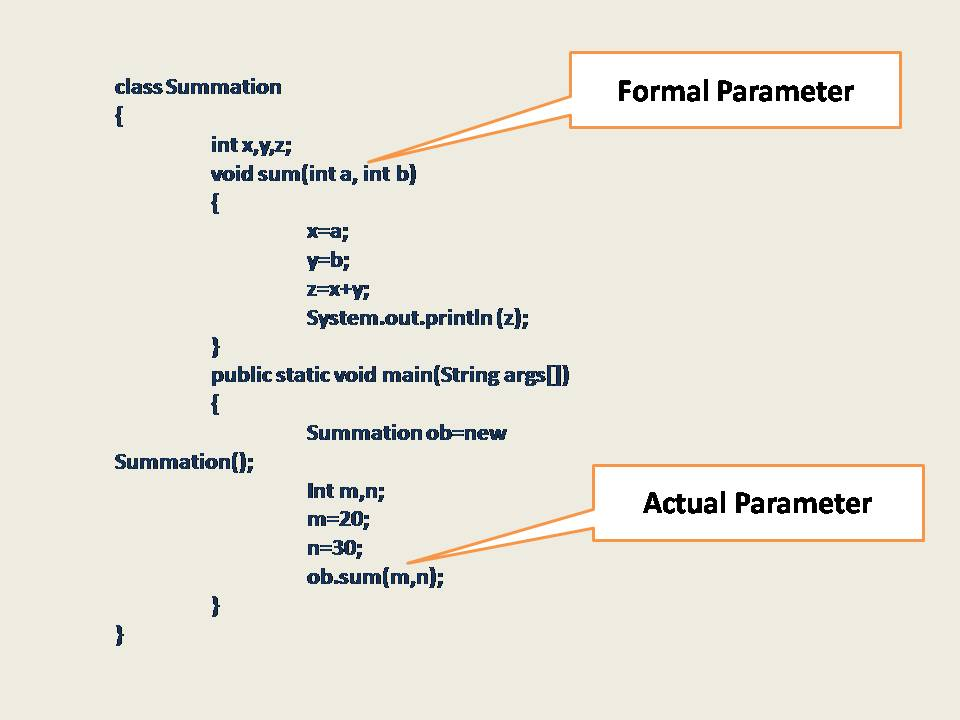 class Summation
Formal Parameter
{
int x,y,z;
void sum(int a, int b)
{
x=a;
y=b;
z=x+y;
System.out.println (z);
}
public static void main(String args[])
{
Summation ob=new
Summation();
Int m,n;
Actual Parameter
m=20;
n=30;
ob.sum(m,n);
}
}